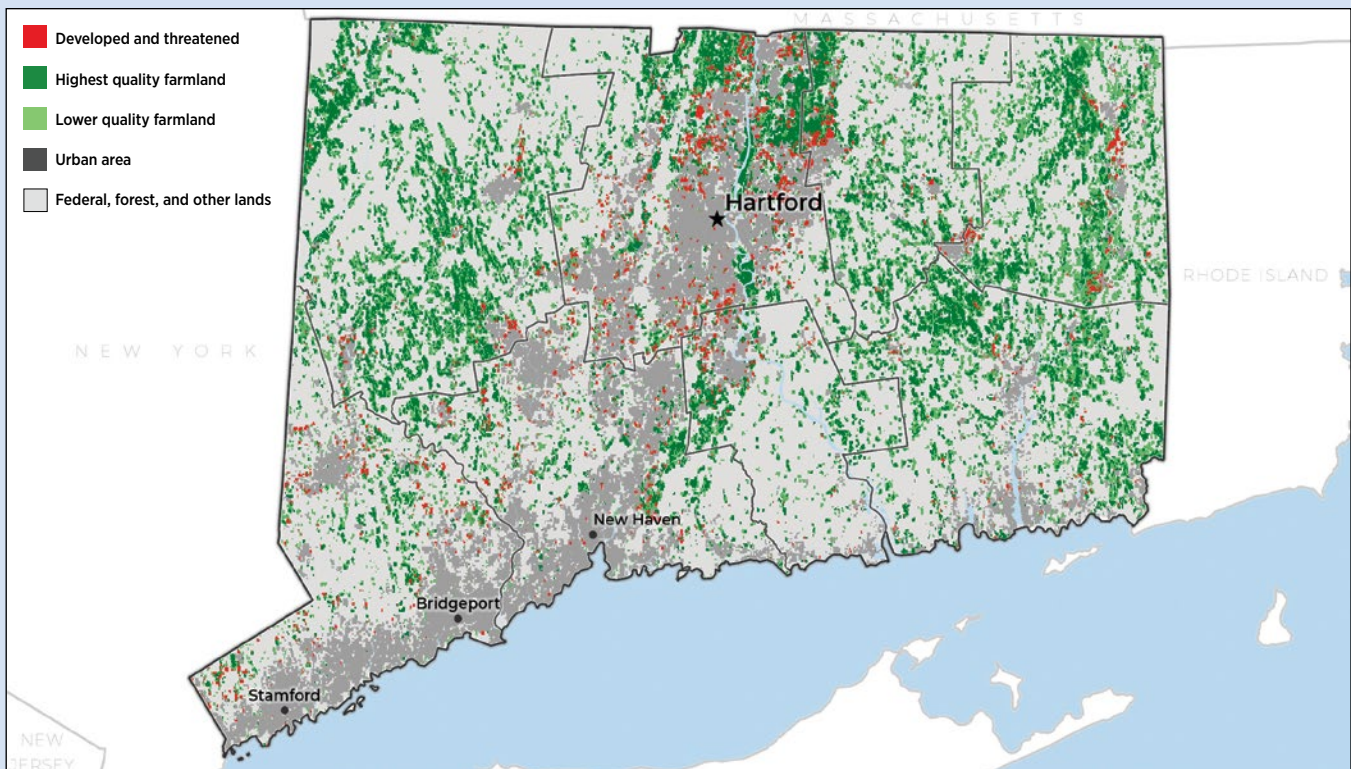 MASSACHUSETTS
Developed and threatened
Highest quality farmland
Lower quality farmland
Urban area
Federal, forest, and other lands
Hartford
RHODE ISLAND
NEW YORK
New Haven
Bridgeport
Stamford
NEW
JERSEY